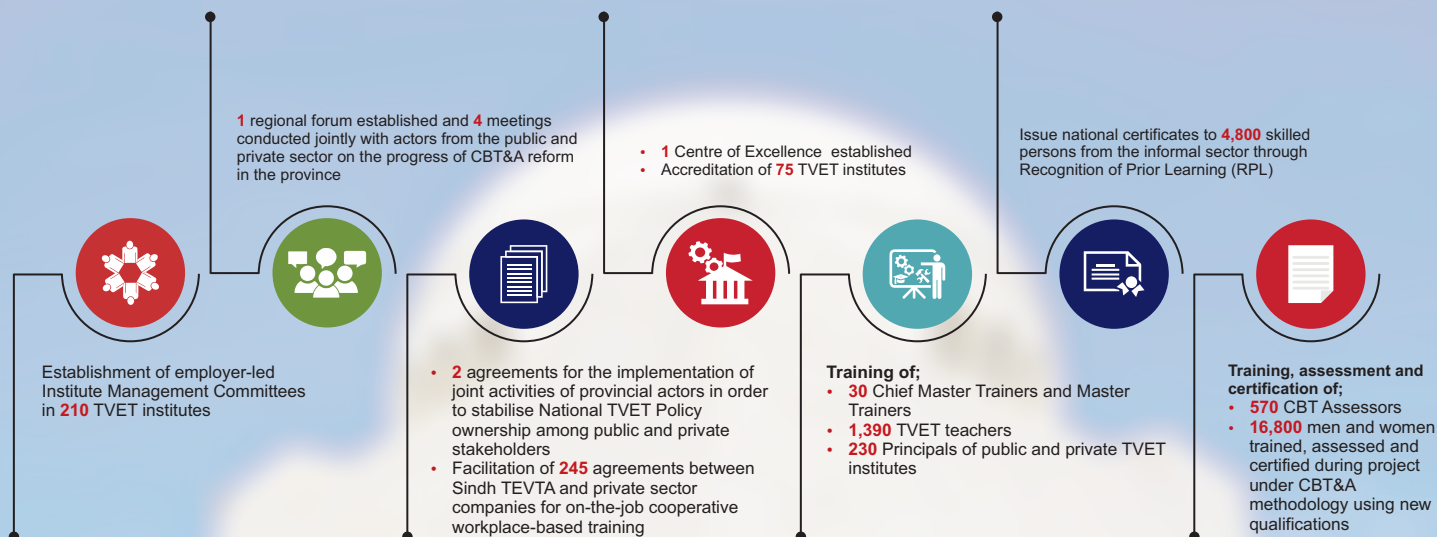 1 regional forum established and 4 meetings
conducted jointly with actors from the public and
private sector on the progress of CBT&A reform
in the province
• 1 Centre of Excellence established
• Accreditation of 75 TVET institutes
Issue national certificates to 4,800 skilled
persons from the informal sector through
Recognition of Prior Learning (RPL)
Establishment of employer-led
Institute Management Committees
in 210 TVET institutes
• 2 agreements for the implementation of
joint activities of provincial actors in order
to stabilise National TVET Policy
ownership among public and private
stakeholders
• Facilitation of 245 agreements between
Sindh TEVTA and private sector
companies for on-the-job cooperative
workplace-based training
Training of;
• 30 Chief Master Trainers and Master
Trainers
• 1,390 TVET teachers
• 230 Principals of public and private TVET
institutes
Training, assessment and
certification of;
• 570 CBT Assessors
• 16,800 men and women
trained, assessed and
certified during project
under CBT&A
methodology using new
qualifications